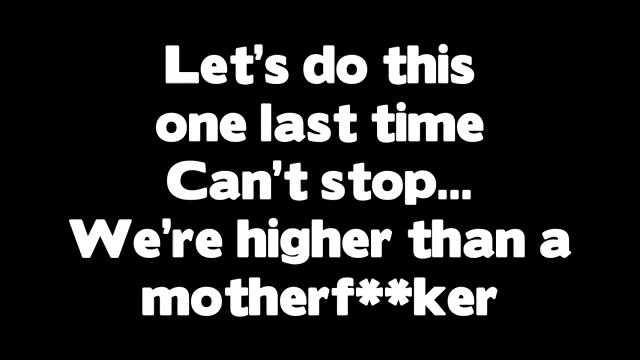 Let's do this
one last time
Can't stop...
We're higher than a
motherf**ker